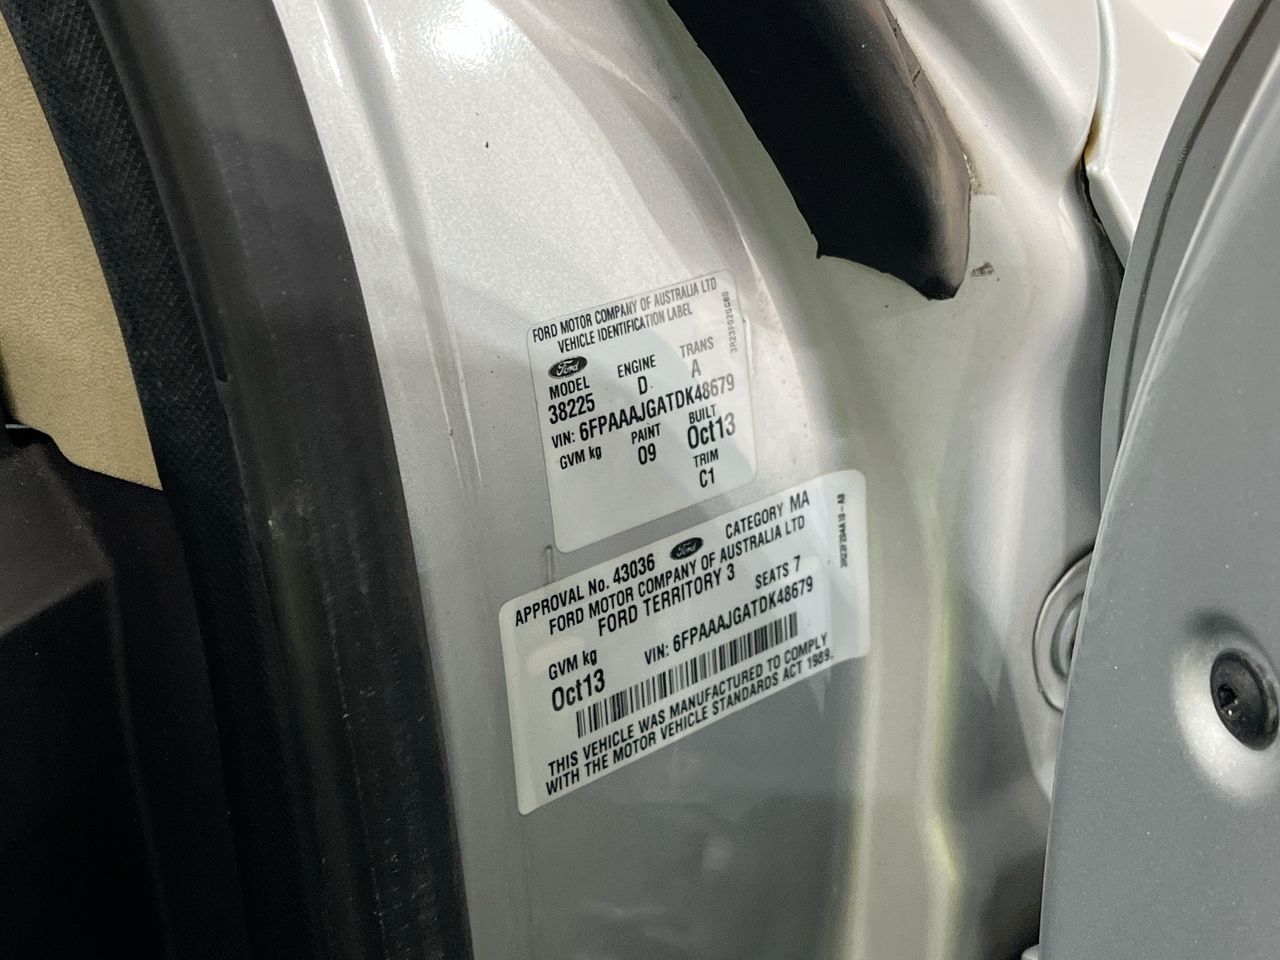 FORD MOTOR COMPANY OF AUSTRALIA LTD
VEHICLE IDENTIFICATION LABEL
Ford
MODEL ENGINE TRANS
38225 D A
VIN: 6FPAAAJGATDK48679
GVM kg PAINT BUILT
09 Oct13
TRIM
C1
APPROVAL No. 43036 Ford CATEGORY MA
FORD MOTOR COMPANY OF AUSTRALIA LTD
FORD TERRITORY 3 SEATS 7
GVM kg VIN: 6FPAAAJGATDK48679
Oct13
THIS VEHICLE WAS MANUFACTURED TO COMPLY
WITH THE MOTOR VEHICLE STANDARDS ACT 1989.